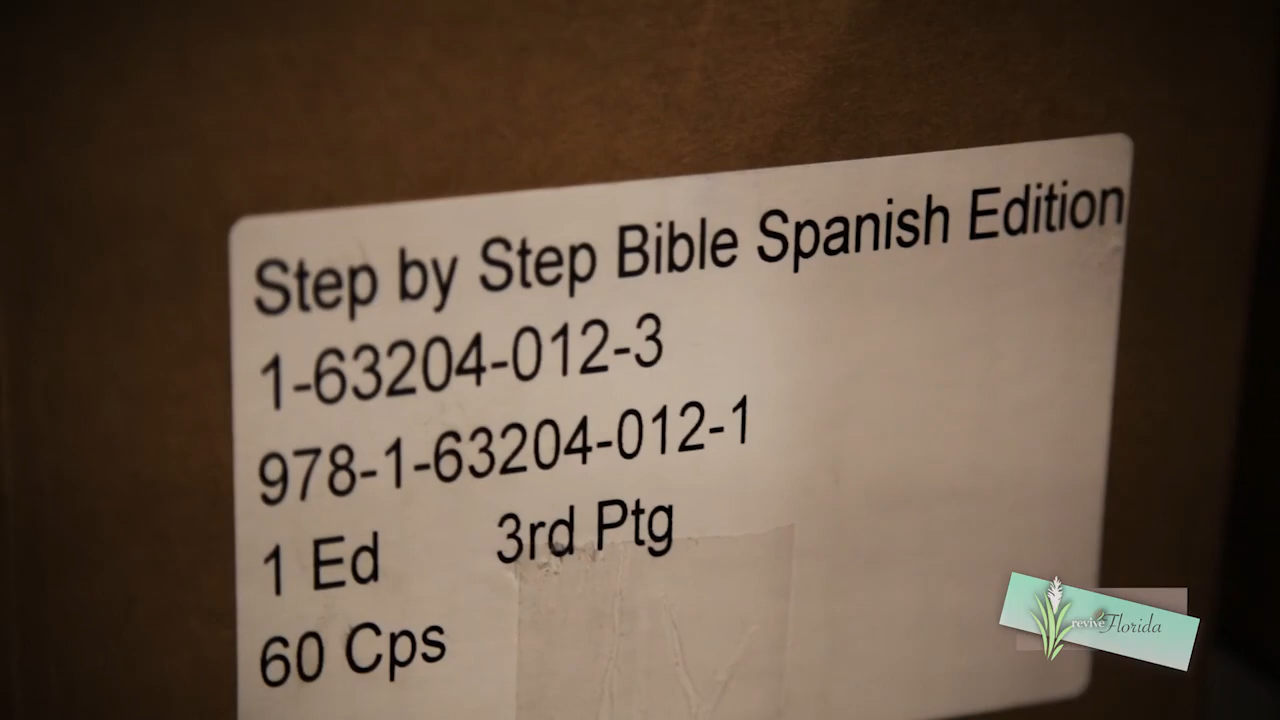 Step by Step Bible Spanish Edition
1-63204-012-3
978-1-63204-012-1
1 Ed 3rd Ptg
60 Cps
revive Florida